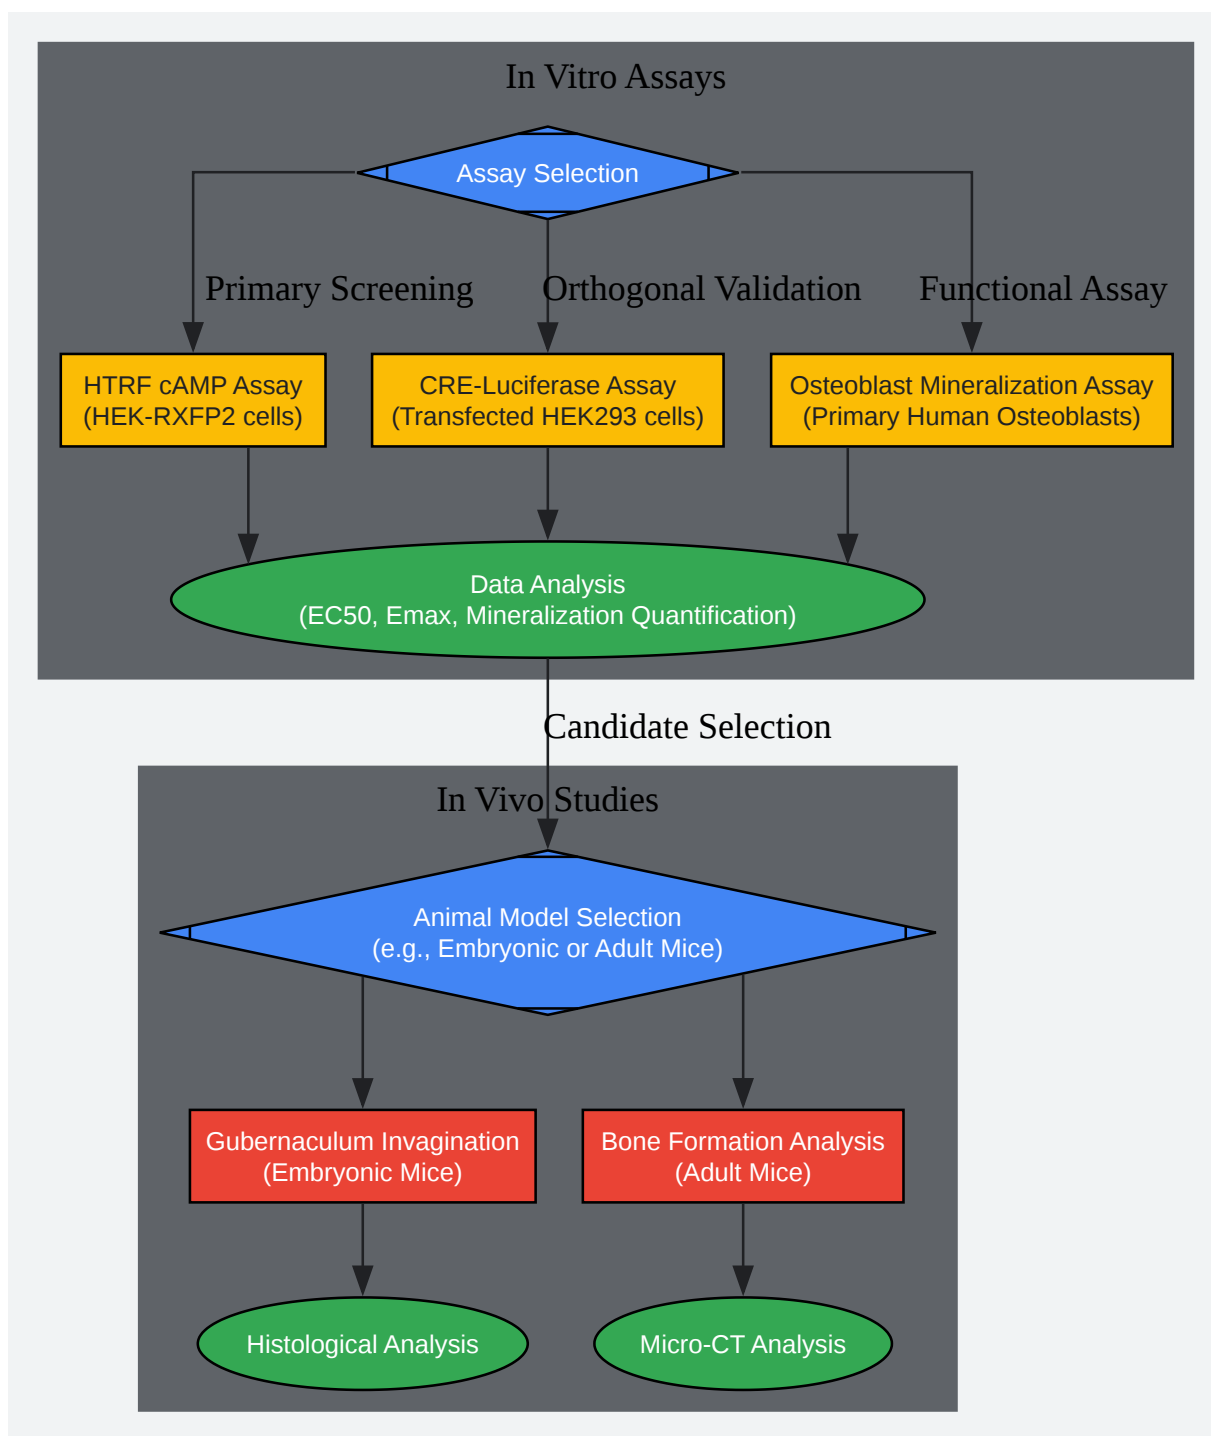 In Vitro Assays
Assay Selection
Primary Screening
Orthogonal Validation
Functional Assay
HTRF cAMP Assay
(HEK-RXFP2 cells)
CRE-Luciferase Assay
(Transfected HEK293 cells)
Osteoblast Mineralization Assay
(Primary Human Osteoblasts)
Data Analysis
(EC50, Emax, Mineralization Quantification)
Candidate Selection
In Vivo Studies
Animal Model Selection
(e.g., Embryonic or Adult Mice)
Gubernaculum Invagination
(Embryonic Mice)
Bone Formation Analysis
(Adult Mice)
Histological Analysis
Micro-CT Analysis